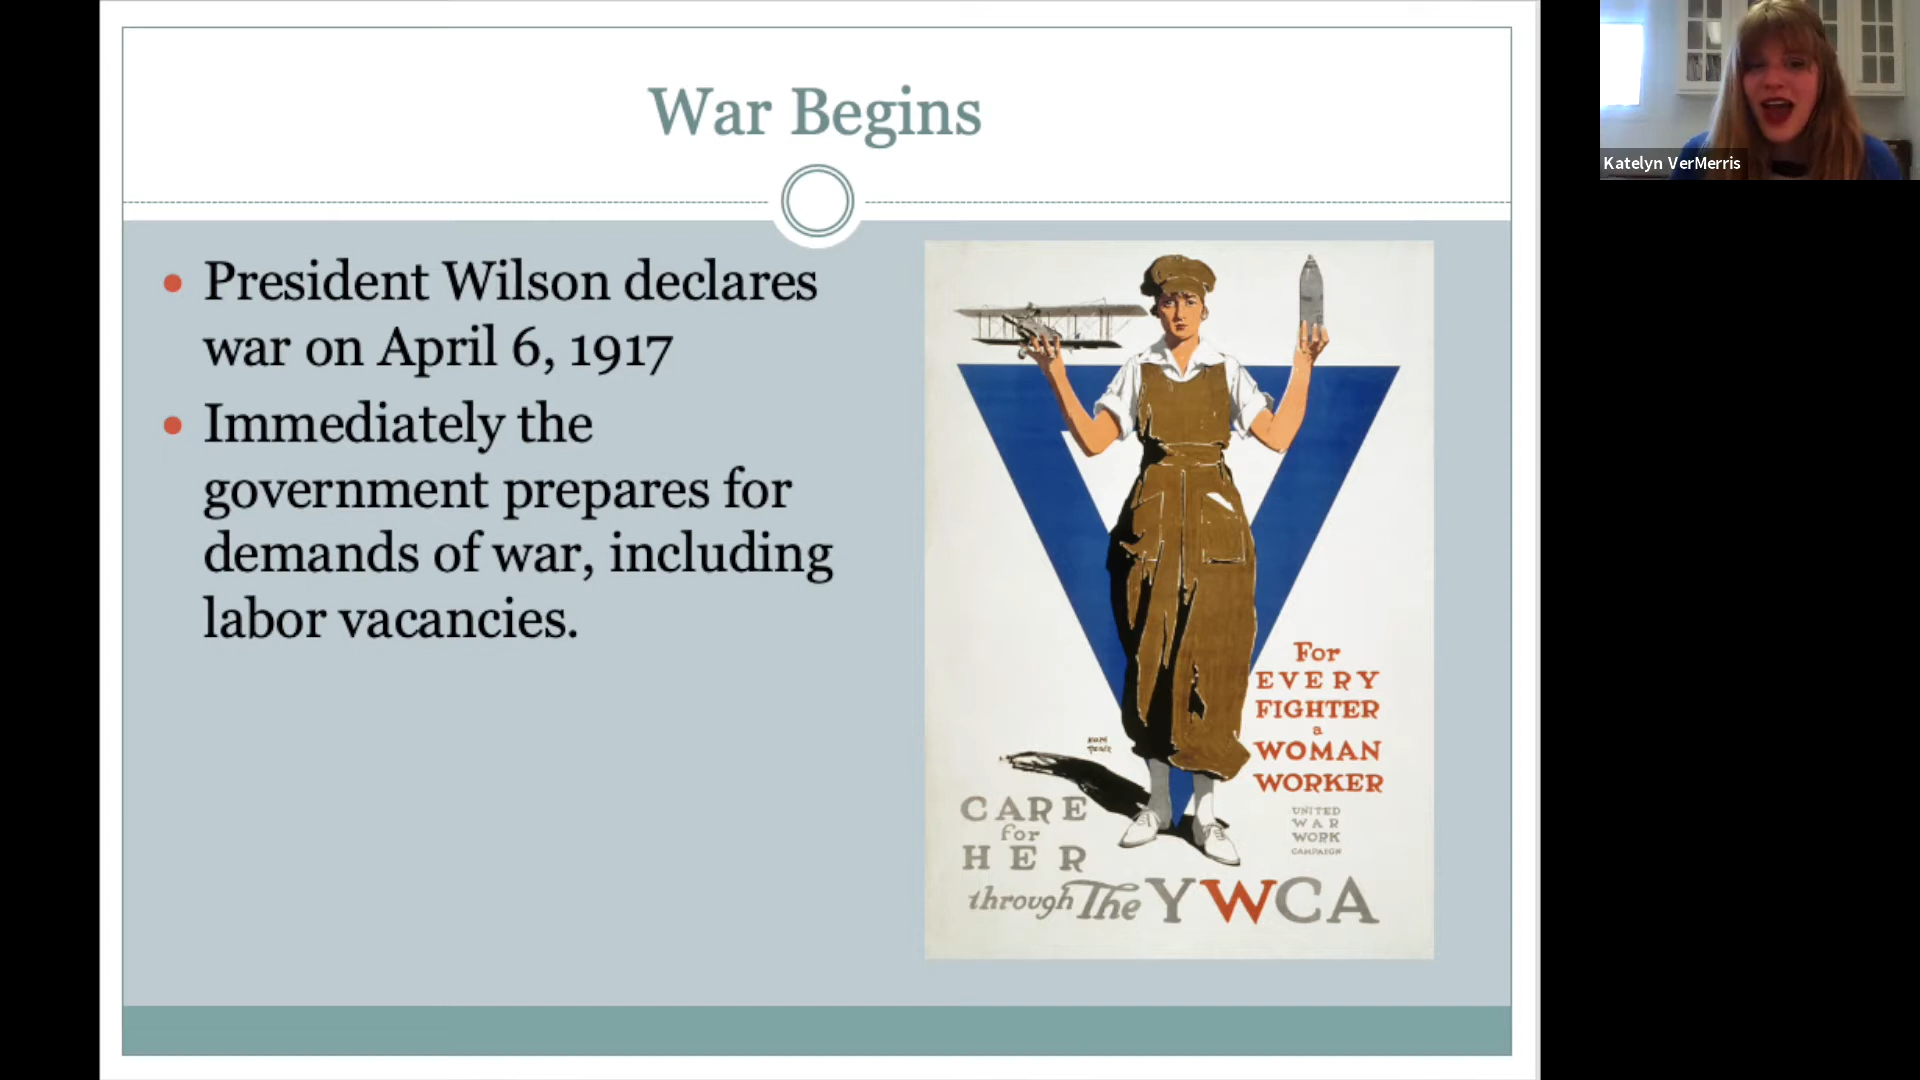 War Begins
President Wilson declares
war on April 6, 1917
Immediately the
government prepares for
demands of war, including
labor vacancies.
For
EVERY
FIGHTER
a
WOMAN
WORKER
UNITED
WAR
WORK
CAMPAIGN
CARE
for
HER
through The YWCA
Katelyn VerMerris